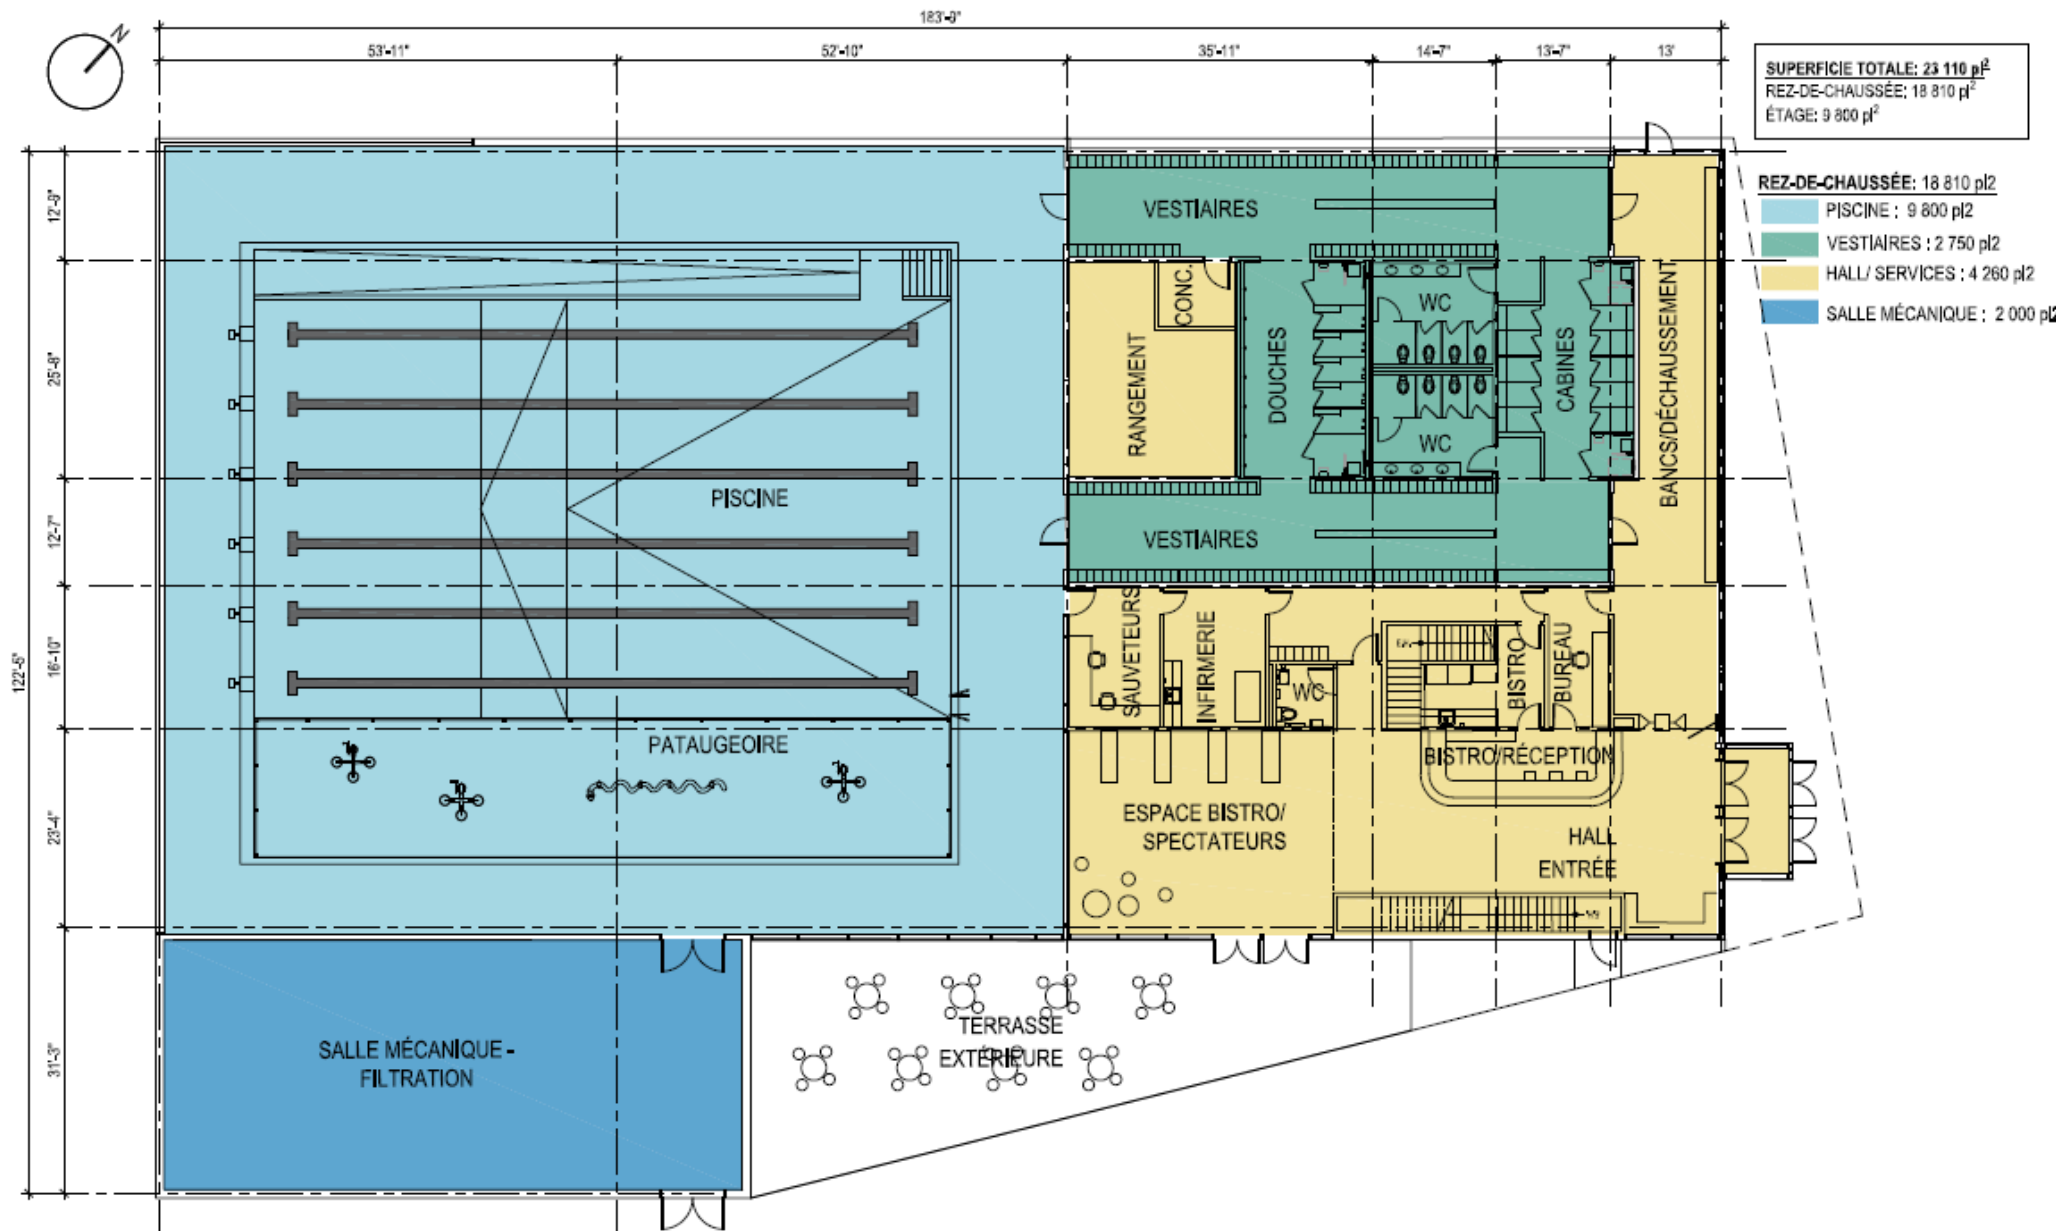 183'-9"
53'-11"
52'-10"
35'-11"
14'-7"
13'-7"
13'
N
SUPERFICIE TOTALE: 23 110 pi²
REZ-DE-CHAUSSÉE: 18 810 pi²
ÉTAGE: 9 800 pi²
REZ-DE-CHAUSSÉE: 18 810 pi2
PISCINE : 9 800 pi2
VESTIAIRES : 2 750 pi2
HALL/ SERVICES : 4 260 pi2
SALLE MÉCANIQUE : 2 000 pi2
122'-6"
12'-9"
25'-8"
12'-7"
16'-10"
23'-4"
31'-3"
VESTIAIRES
CONC.
RANGEMENT
DOUCHES
WC
WC
CABINES
BANCS/DÉCHAUSSEMENT
PISCINE
VESTIAIRES
SAUVETEURS
INFIRMERIE
WC
BISTRO
BUREAU
PATAUGEOIRE
BISTRO/RÉCEPTION
ESPACE BISTRO/
SPECTATEURS
HALL
ENTRÉE
SALLE MÉCANIQUE -
FILTRATION
TERRASSE
EXTÉRIEURE